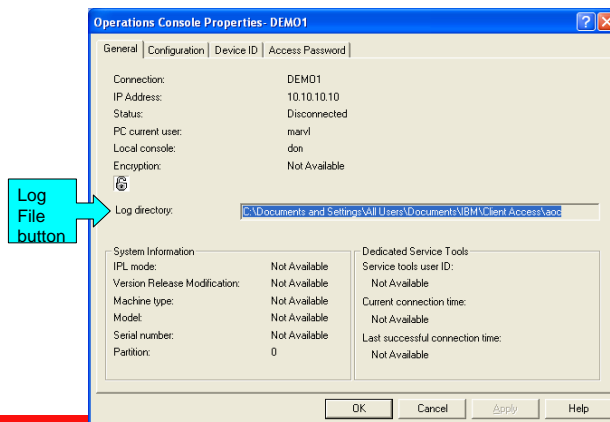 Operations Console Properties- DEMO1
General Configuration Device ID Access Password
Connection: DEMO1
IP Address: 10.10.10.10
Status: Disconnected
PC current user: marvl
Local console: don
Encryption: Not Available
Log
File
button
Log directory: C:\Documents and Settings\All Users\Documents\IBM\Client Access\aoc
System Information
IPL mode: Not Available
Version Release Modification: Not Available
Machine type: Not Available
Model: Not Available
Serial number: Not Available
Partition: 0
Dedicated Service Tools
Service tools user ID:
Not Available
Current connection time:
Not Available
Last successful connection time:
Not Available
OK Cancel Apply Help